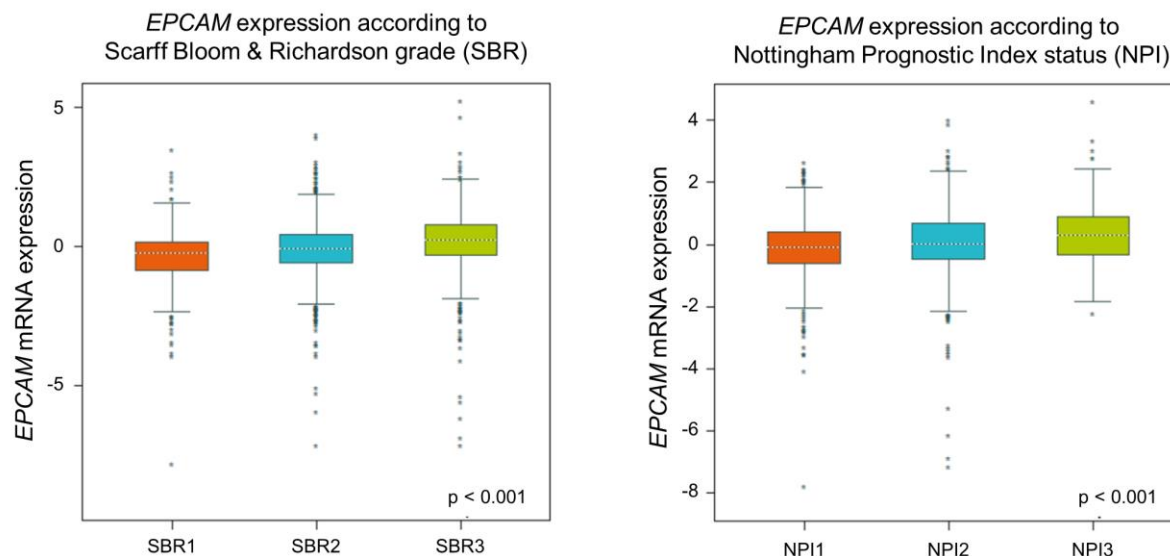 EPCAM expression according to
Scarff Bloom & Richardson grade (SBR)
EPCAM mRNA expression
5
0
-5
p < 0.001
SBR1
SBR2
SBR3
EPCAM expression according to
Nottingham Prognostic Index status (NPI)
EPCAM mRNA expression
4
2
0
-2
-4
-6
-8
p < 0.001
NPI1
NPI2
NPI3